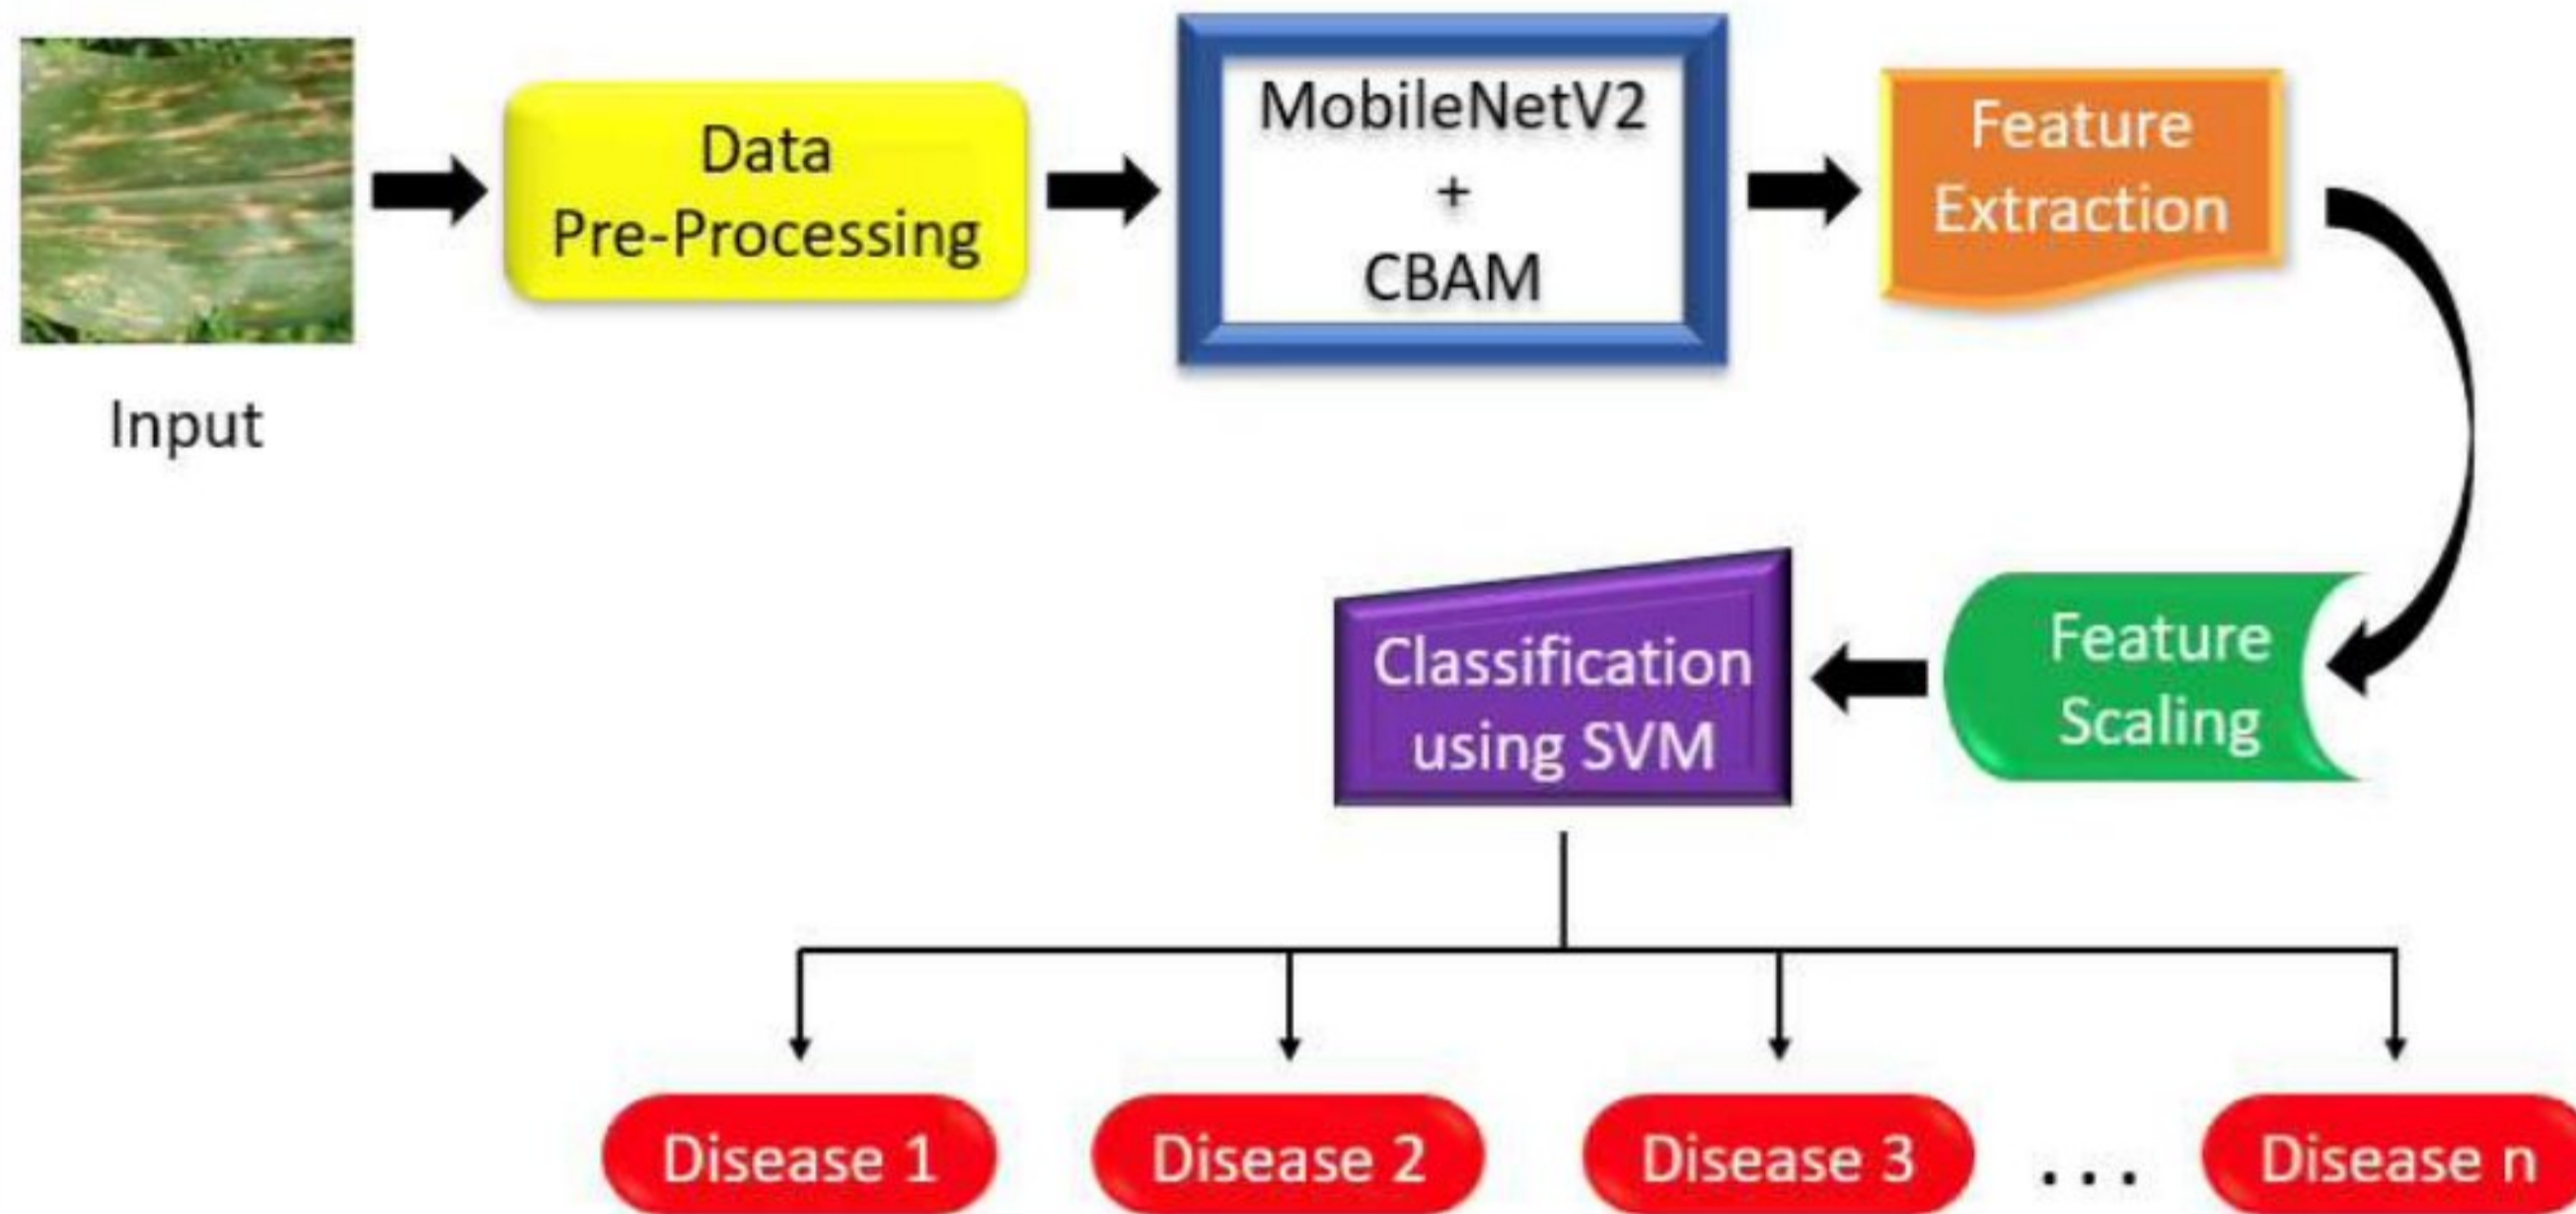 Input
Data
Pre-Processing
MobileNetV2
+
CBAM
Feature
Extraction
Feature
Scaling
Classification
using SVM
Disease 1
Disease 2
Disease 3
...
Disease n